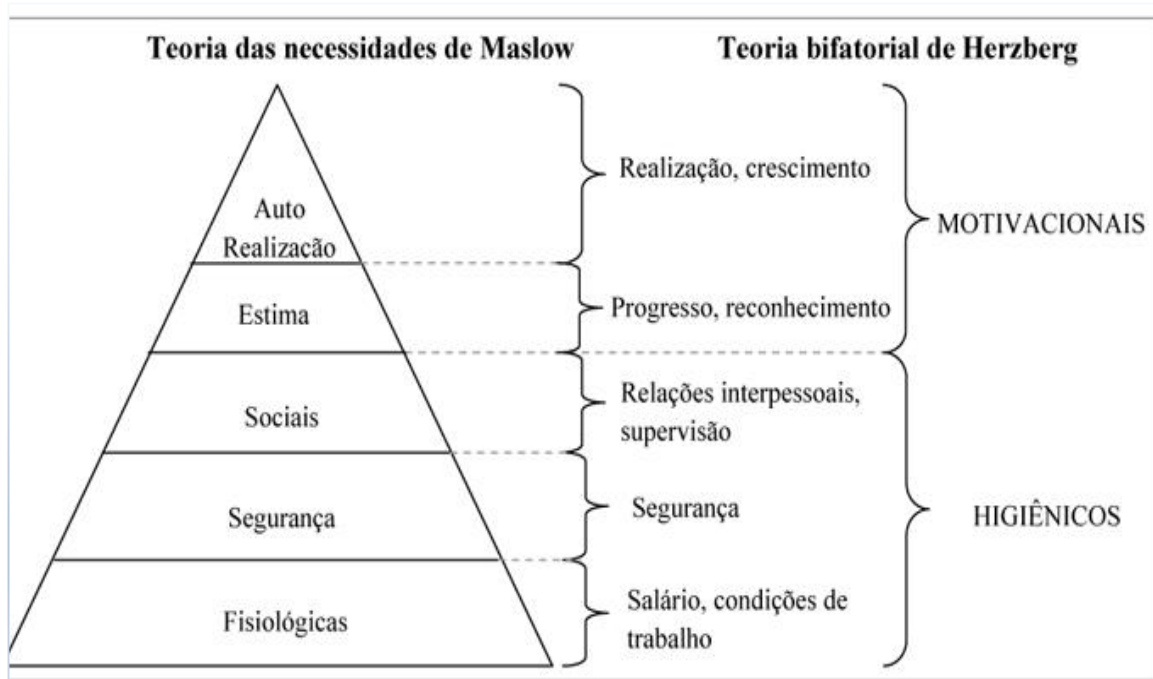 Teoria das necessidades de Maslow
Teoria bifatorial de Herzberg
Auto
Realização
Realização, crescimento
MOTIVACIONAIS
Estima
Progresso, reconhecimento
Sociais
Relações interpessoais,
supervisão
Segurança
Segurança
HIGIÊNICOS
Fisiológicas
Salário, condições de
trabalho